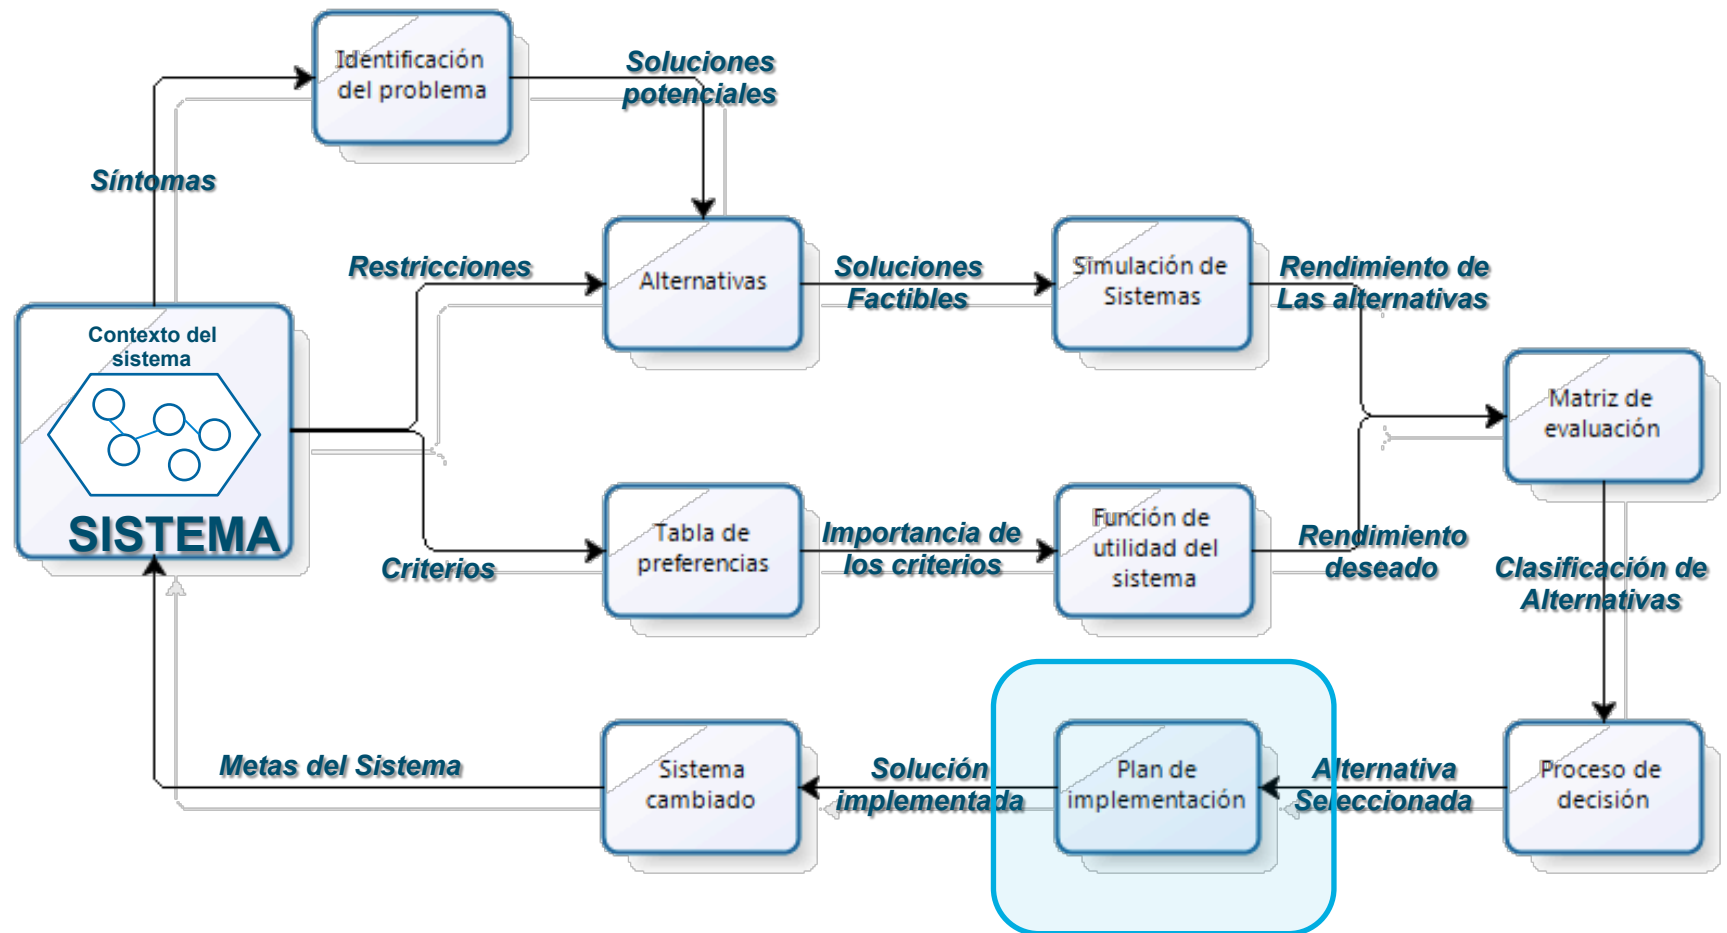 Identificación
del problema
Soluciones
potenciales
Síntomas
Restricciones
Alternativas
Soluciones
Factibles
Simulación de
Sistemas
Rendimiento de
Las alternativas
Contexto del
sistema
SISTEMA
Matriz de
evaluación
Criterios
Tabla de
preferencias
Importancia de
los criterios
Función de
utilidad del
sistema
Rendimiento
deseado
Clasificación de
Alternativas
Metas del Sistema
Sistema
cambiado
Solución
implementada
Plan de
implementación
Alternativa
Seleccionada
Proceso de
decisión